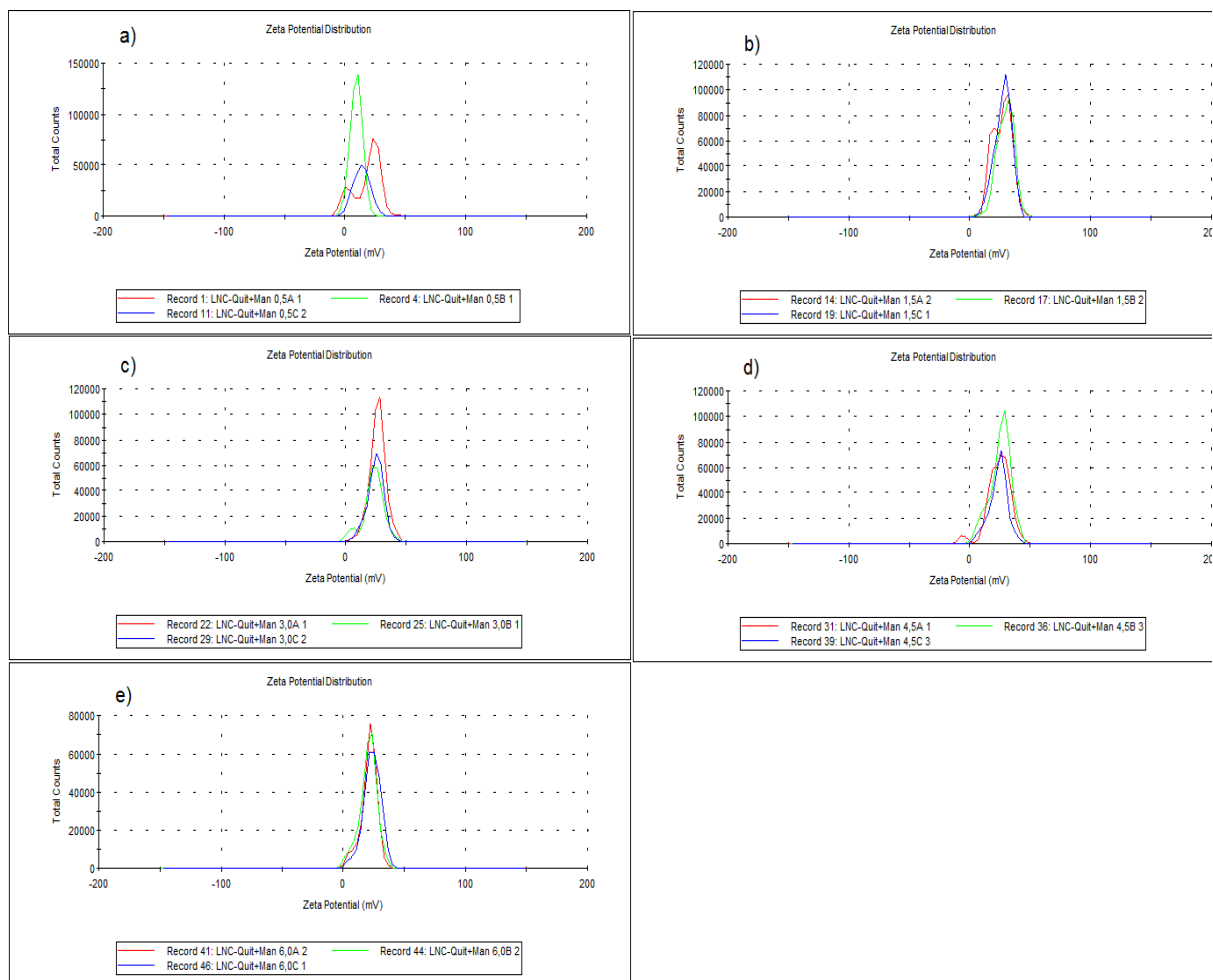 a)
Zeta Potential Distribution
150000
100000
50000
0
Total Counts
-200 -100 0 100 200
Zeta Potential (mV)
Record 1: LNC-Quit+Man 0,5A 1 Record 4: LNC-Quit+Man 0,5B 1
Record 11: LNC-Quit+Man 0,5C 2
b)
Zeta Potential Distribution
120000
100000
80000
60000
40000
20000
0
Total Counts
-200 -100 0 100 200
Zeta Potential (mV)
Record 14: LNC-Quit+Man 1,5A 2 Record 17: LNC-Quit+Man 1,5B 2
Record 19: LNC-Quit+Man 1,5C 1
c)
Zeta Potential Distribution
120000
100000
80000
60000
40000
20000
0
Total Counts
-200 -100 0 100 200
Zeta Potential (mV)
Record 22: LNC-Quit+Man 3,0A 1 Record 25: LNC-Quit+Man 3,0B 1
Record 29: LNC-Quit+Man 3,0C 2
d)
Zeta Potential Distribution
120000
100000
80000
60000
40000
20000
0
Total Counts
-200 -100 0 100 200
Zeta Potential (mV)
Record 31: LNC-Quit+Man 4,5A 1 Record 36: LNC-Quit+Man 4,5B 3
Record 39: LNC-Quit+Man 4,5C 3
e)
Zeta Potential Distribution
80000
60000
40000
20000
0
Total Counts
-200 -100 0 100 200
Zeta Potential (mV)
Record 41: LNC-Quit+Man 6,0A 2 Record 44: LNC-Quit+Man 6,0B 2
Record 46: LNC-Quit+Man 6,0C 1